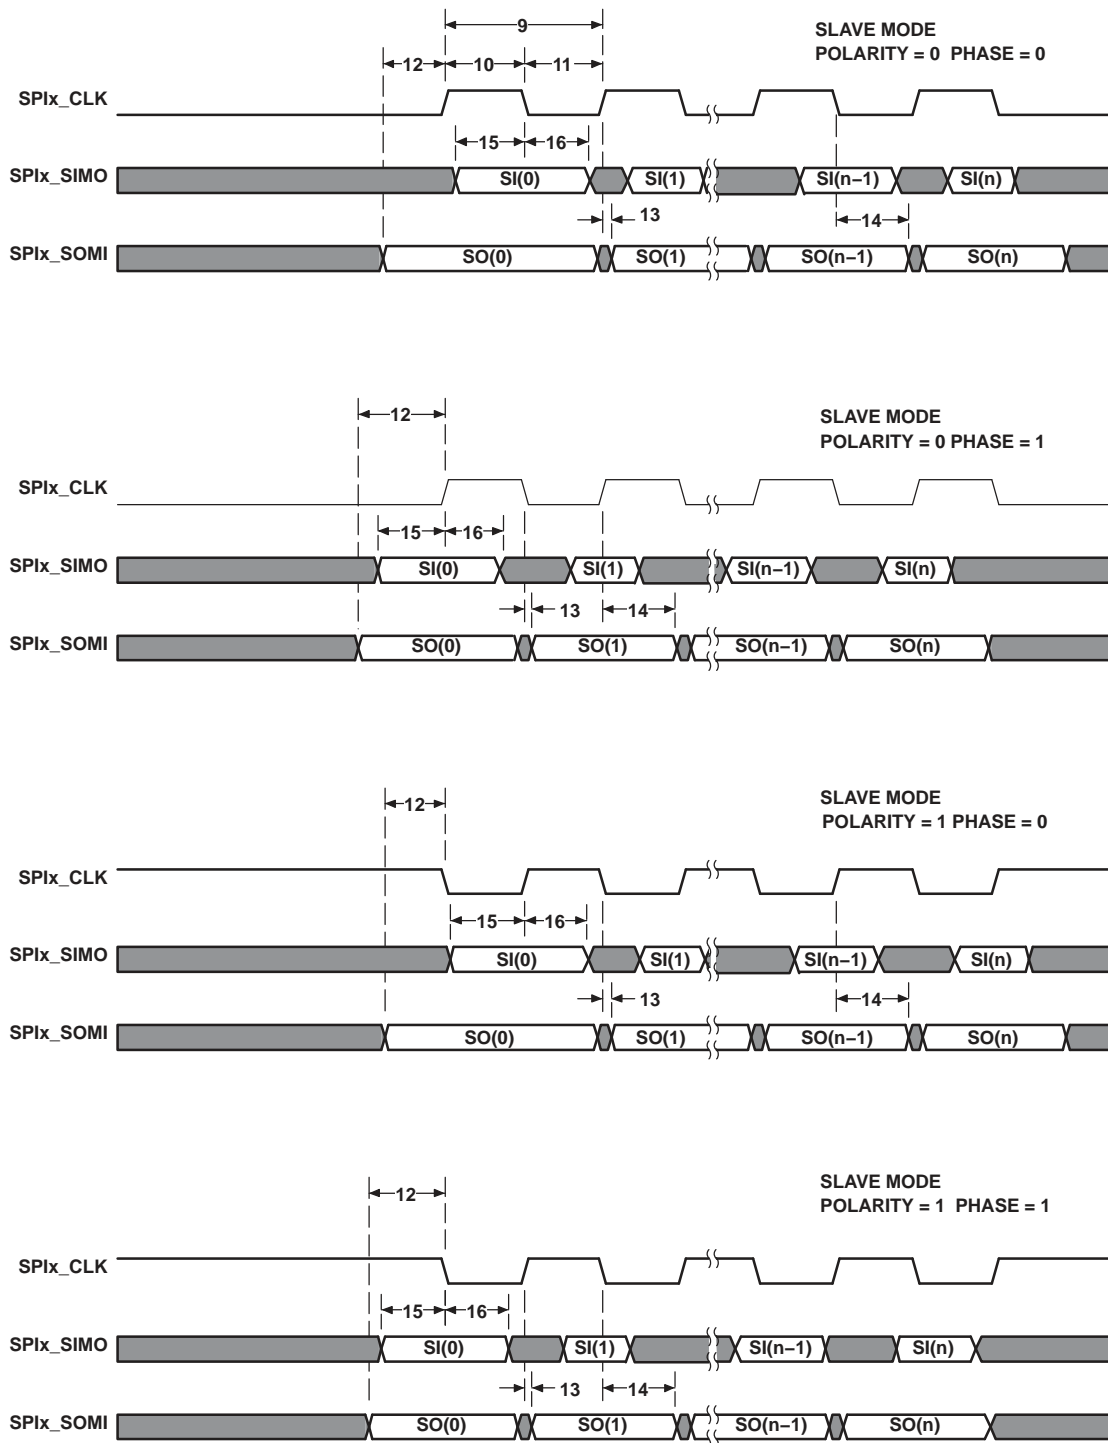 9
SLAVE MODE
POLARITY = 0 PHASE = 0
12 10 11
SPIx_CLK
15 16
SPIx_SIMO SI(0) SI(1) SI(n−1) SI(n)
13 14
SPIx_SOMI SO(0) SO(1) SO(n−1) SO(n)
12
SLAVE MODE
POLARITY = 0 PHASE = 1
SPIx_CLK
15 16
SPIx_SIMO SI(0) SI(1) SI(n−1) SI(n)
13 14
SPIx_SOMI SO(0) SO(1) SO(n−1) SO(n)
12
SLAVE MODE
POLARITY = 1 PHASE = 0
SPIx_CLK
15 16
SPIx_SIMO SI(0) SI(1) SI(n−1) SI(n)
13 14
SPIx_SOMI SO(0) SO(1) SO(n−1) SO(n)
12
SLAVE MODE
POLARITY = 1 PHASE = 1
SPIx_CLK
15 16
SPIx_SIMO SI(0) SI(1) SI(n−1) SI(n)
13 14
SPIx_SOMI SO(0) SO(1) SO(n−1) SO(n)